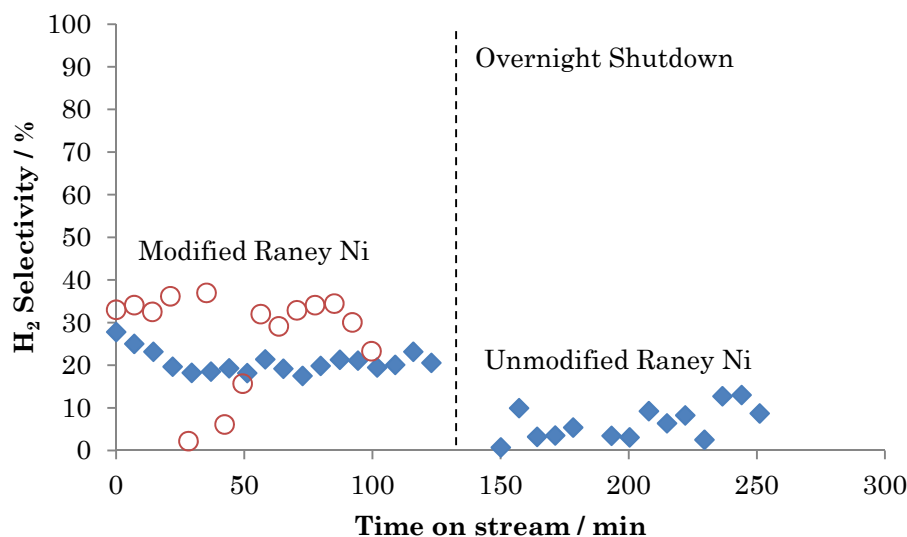 100
90
80
70
60
50
40
30
20
10
0
H₂ Selectivity / %
Overnight Shutdown
Modified Raney Ni
Unmodified Raney Ni
0 50 100 150 200 250 300
Time on stream / min